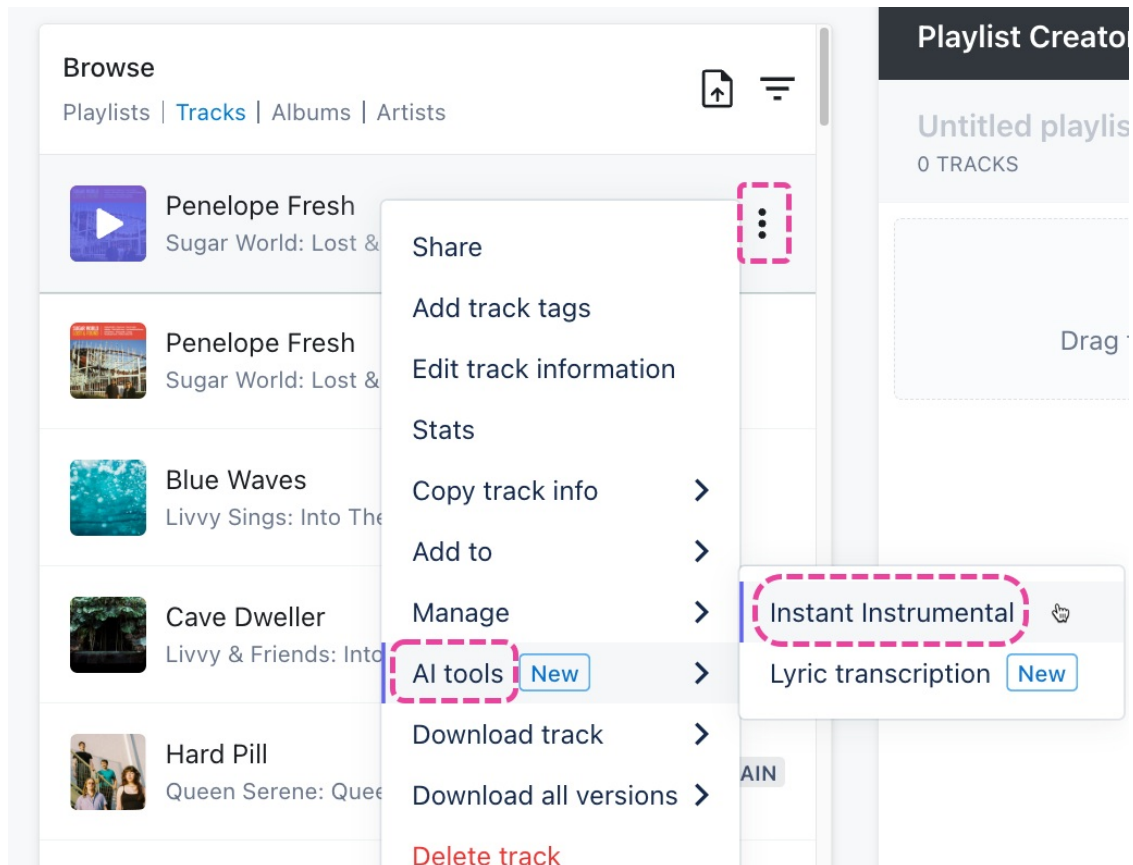 Browse
Playlists | Tracks | Albums | Artists
Penelope Fresh
Sugar World: Lost &
Penelope Fresh
Sugar World: Lost &
Blue Waves
Livvy Sings: Into The
Cave Dweller
Livvy & Friends: Into
Hard Pill
Queen Serene: Quee
AIN
Share
Add track tags
Edit track information
Stats
Copy track info
Add to
Manage
AI tools New
Download track
Download all versions
Delete track
Instant Instrumental
Lyric transcription New
Playlist Creator
Untitled playlis
0 TRACKS
Drag